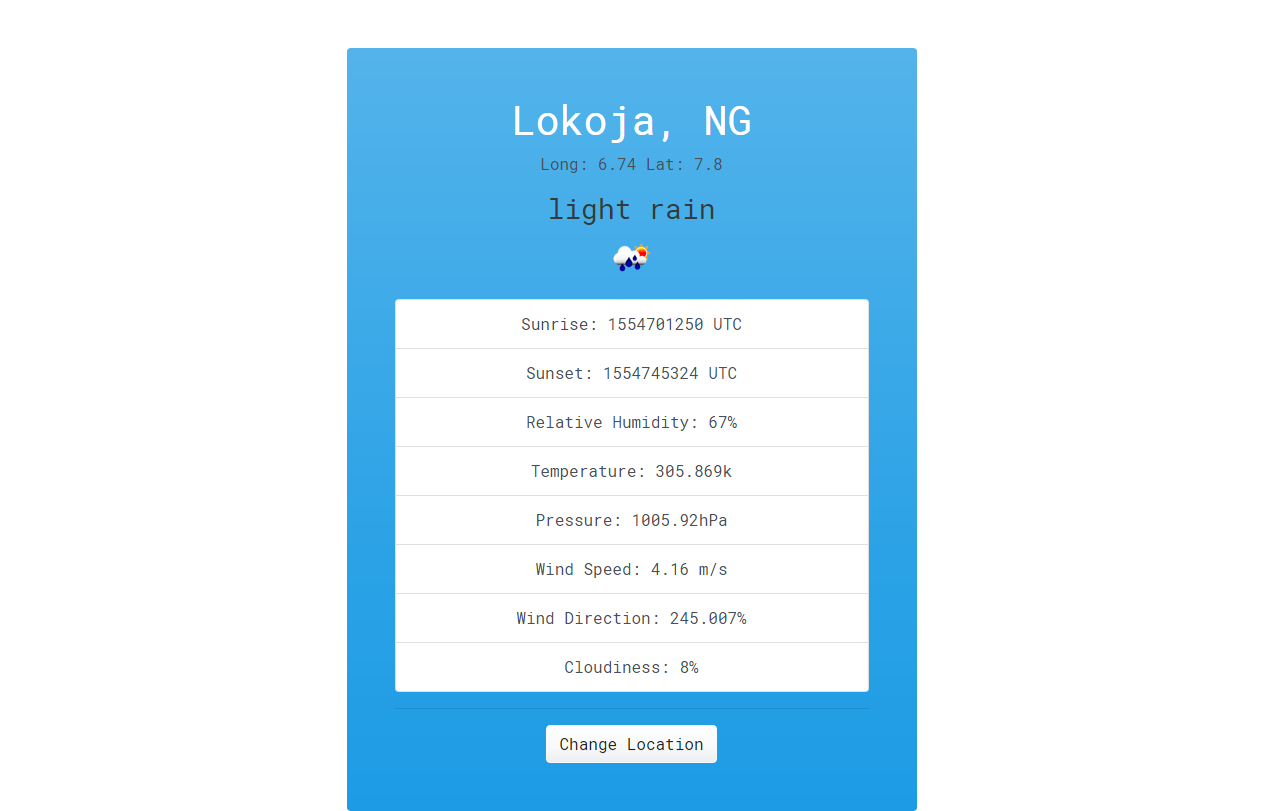 Lokoja, NG
Long: 6.74 Lat: 7.8
light rain
Sunrise: 1554701250 UTC
Sunset: 1554745324 UTC
Relative Humidity: 67%
Temperature: 305.869k
Pressure: 1005.92hPa
Wind Speed: 4.16 m/s
Wind Direction: 245.007%
Cloudiness: 8%
Change Location